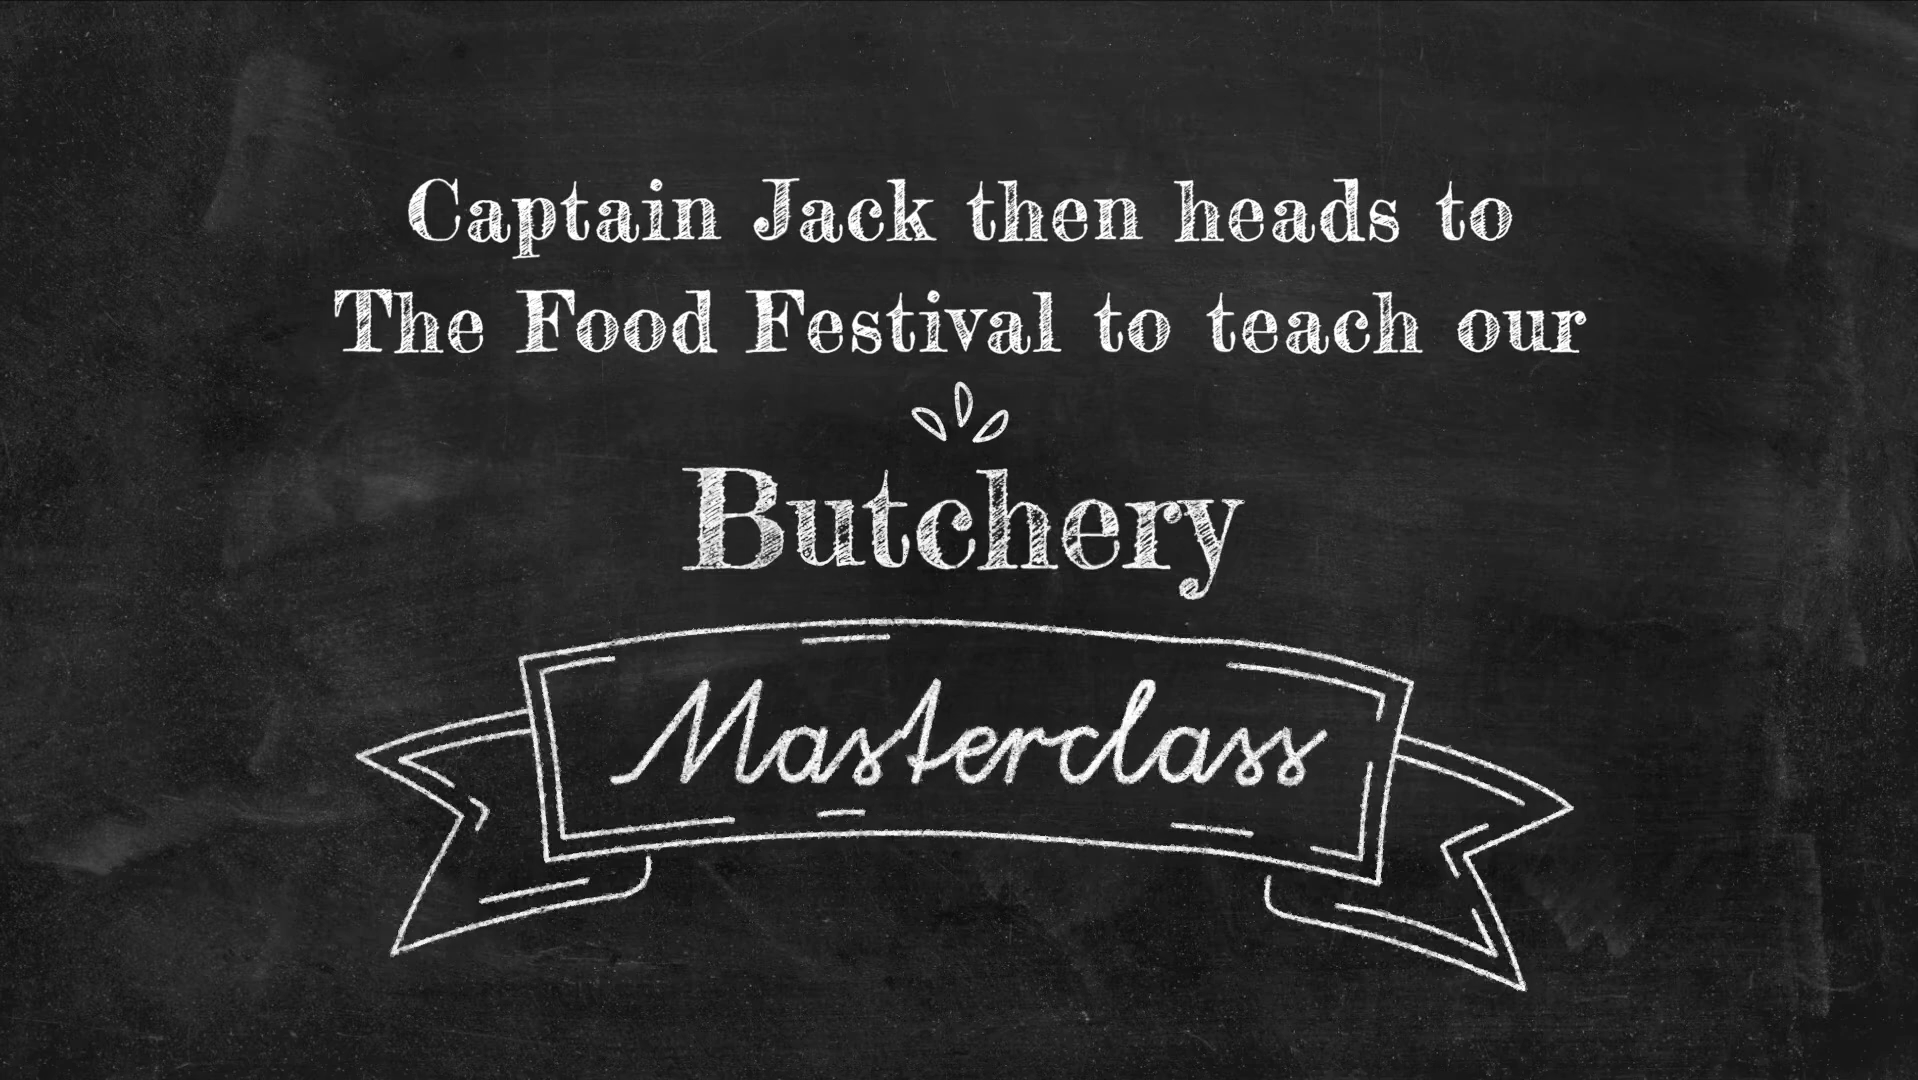 Captain Jack then heads to
The Food Festival to teach our
Butchery
Masterclass